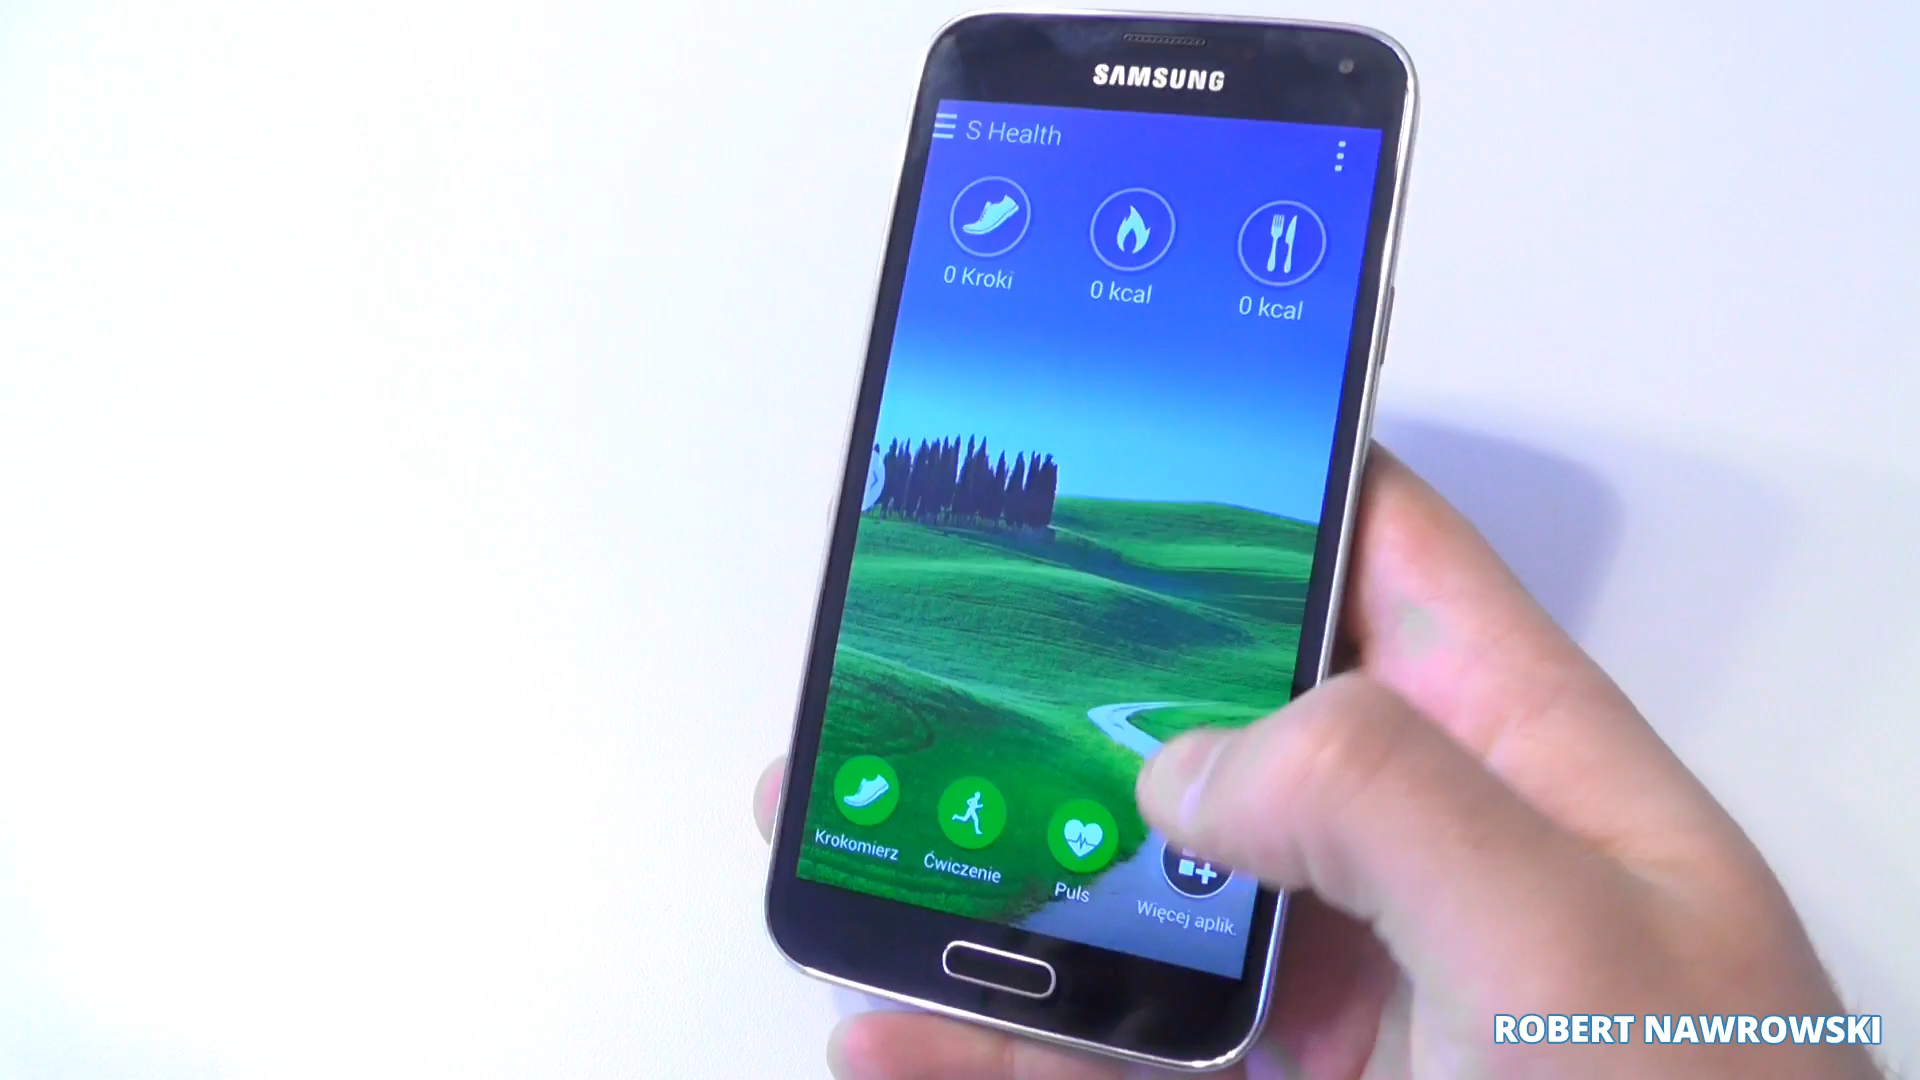 SAMSUNG
S Health
0 Kroki
0 kcal
0 kcal
Krokomierz
Ćwiczenie
Puls
Więcej aplik.
ROBERT NAWROWSKI